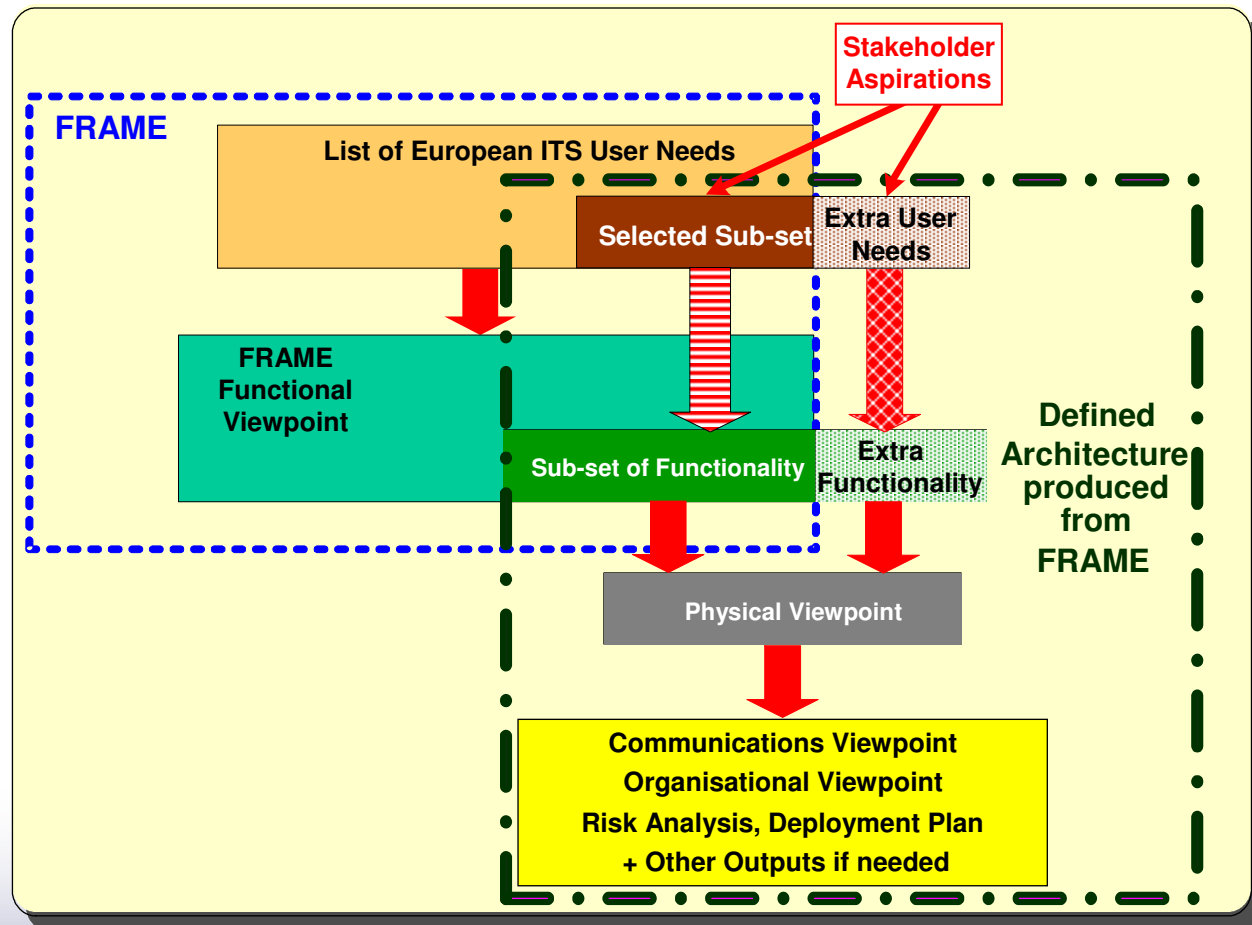 Stakeholder
Aspirations
FRAME
List of European ITS User Needs
Selected Sub-set
Extra User
Needs
FRAME
Functional
Viewpoint
Sub-set of Functionality
Extra
Functionality
Defined
Architecture
produced
from
FRAME
Physical Viewpoint
Communications Viewpoint
Organisational Viewpoint
Risk Analysis, Deployment Plan
+ Other Outputs if needed